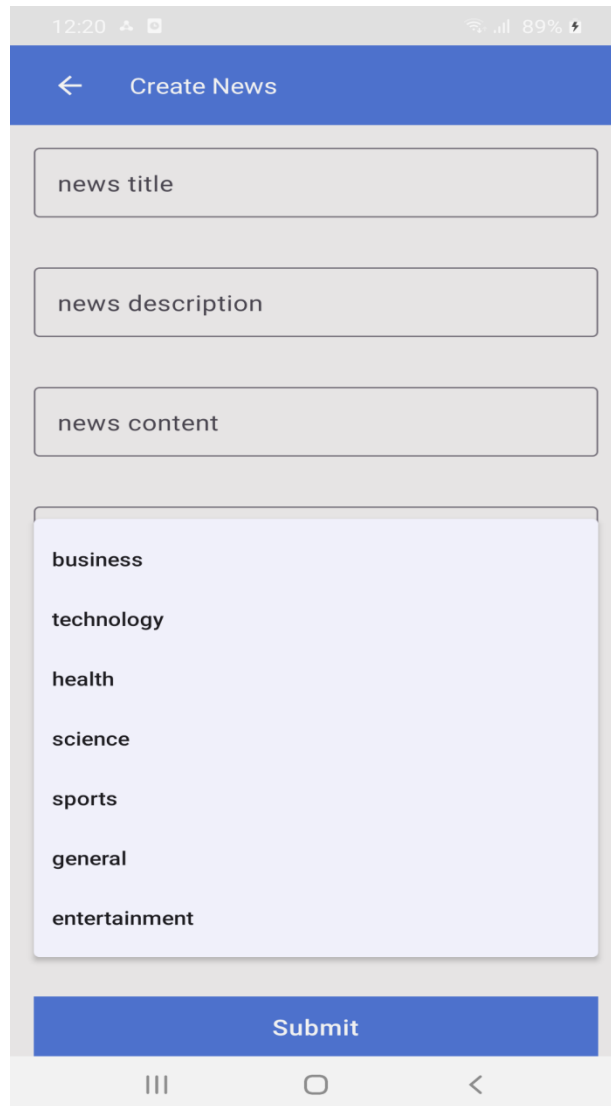 12:20
89%
Create News
news title
news description
news content
business
technology
health
science
sports
general
entertainment
Submit